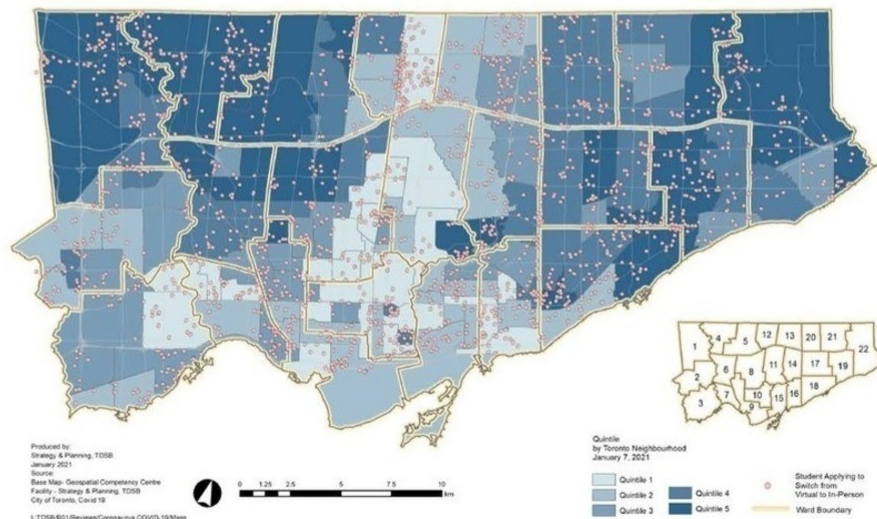 Produced by:
Strategy & Planning, TDSB
January 2021
Source:
Base Map- Geospatial Competency Centre
Facility - Strategy & Planning, TDSB
City of Toronto, Covid 19
0 1.25 2.5 5 7.5 10
km
1
2
3
4
5
6
7
8
9
10
11
12
13
14
15
16
17
18
19
20
21
22
Quintile
by Toronto Neighbourhood
January 7, 2021
Quintile 1
Quintile 2
Quintile 3
Quintile 4
Quintile 5
Student Applying to
Switch from
Virtual to In-Person
Ward Boundary